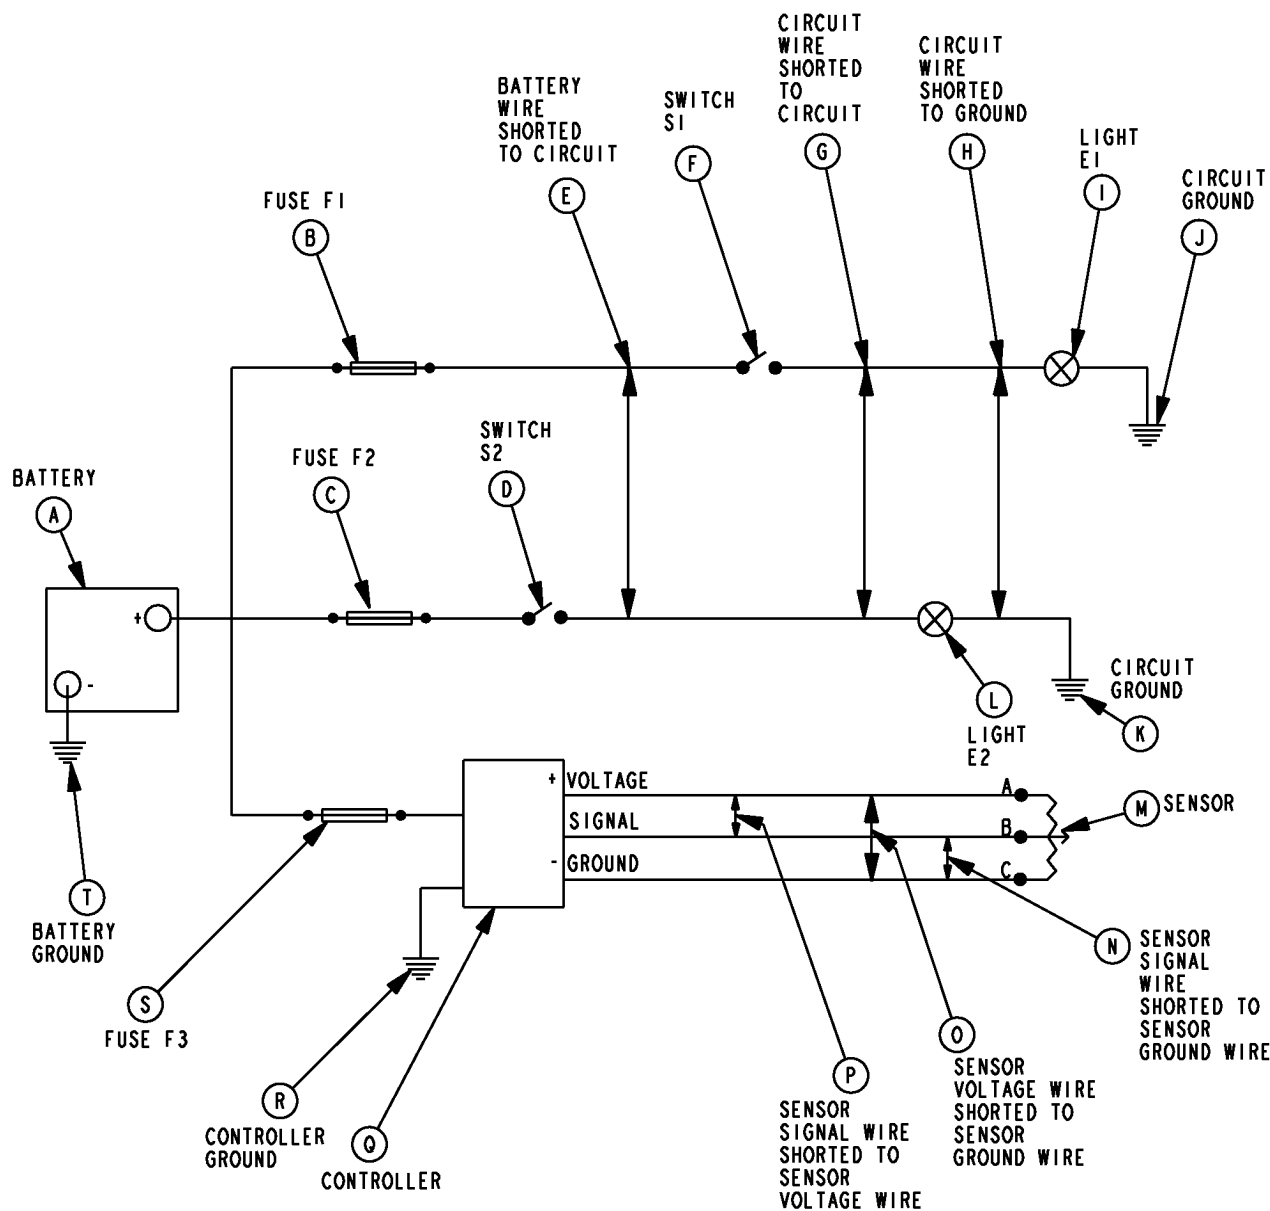 CIRCUIT
WIRE
SHORTED
TO
CIRCUIT
G
CIRCUIT
WIRE
SHORTED
TO GROUND
H
BATTERY
WIRE
SHORTED
TO CIRCUIT
E
SWITCH
S1
F
LIGHT
E1
I
CIRCUIT
GROUND
J
FUSE F1
B
SWITCH
S2
D
FUSE F2
C
BATTERY
A
+
-
CIRCUIT
GROUND
K
L
LIGHT
E2
+ VOLTAGE
SIGNAL
- GROUND
A
B
C
M SENSOR
T
BATTERY
GROUND
S
FUSE F3
N
SENSOR
SIGNAL
WIRE
SHORTED TO
SENSOR
GROUND WIRE
O
SENSOR
VOLTAGE WIRE
SHORTED TO
SENSOR
GROUND WIRE
P
SENSOR
SIGNAL WIRE
SHORTED TO
SENSOR
VOLTAGE WIRE
R
CONTROLLER
GROUND
Q
CONTROLLER